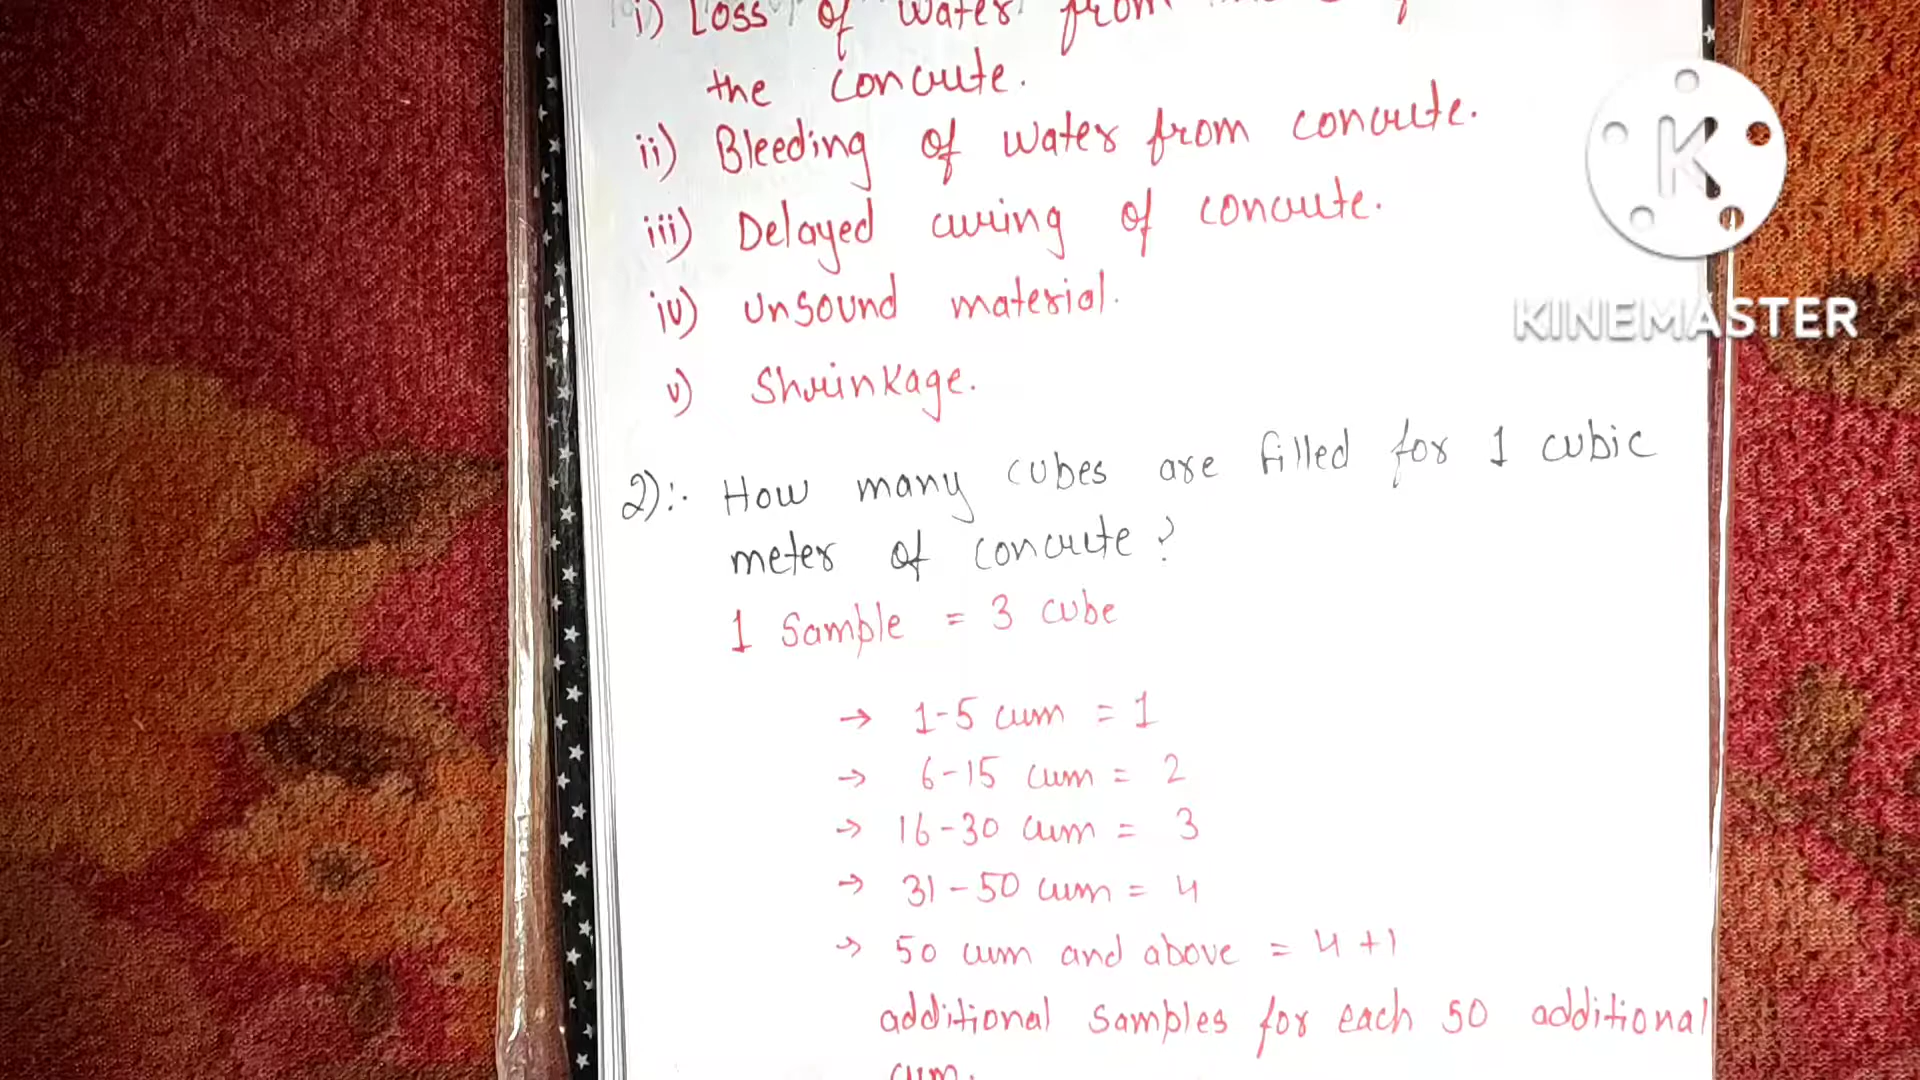 i) Loss of water from
the concrete.
ii) Bleeding of water from concrete.
iii) Delayed curing of concrete.
iv) Unsound material.
v) Shrinkage.
2):- How many cubes are filled for 1 cubic
meter of concrete?
1 Sample = 3 cube
→ 1-5 cum = 1
→ 6-15 cum = 2
→ 16-30 cum = 3
→ 31-50 cum = 4
→ 50 cum and above = 4+1
additional samples for each 50 additional
cum.
K
KINEMASTER